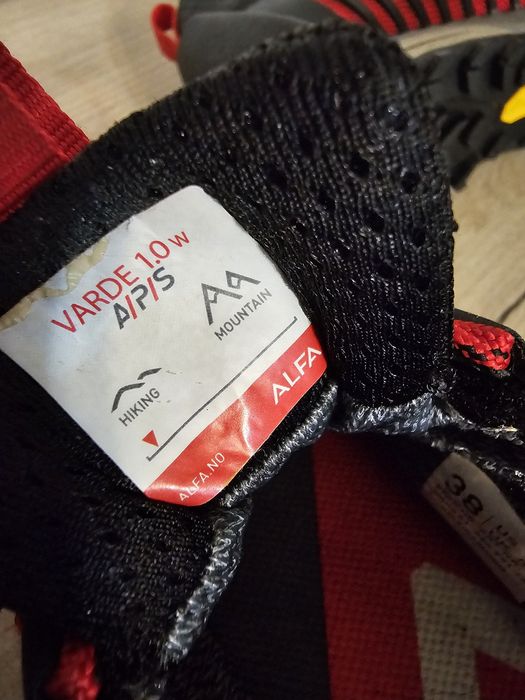 VARDE 1.0 W
A/P/S
MOUNTAIN
HIKING
ALFA
ALFA.NO
38